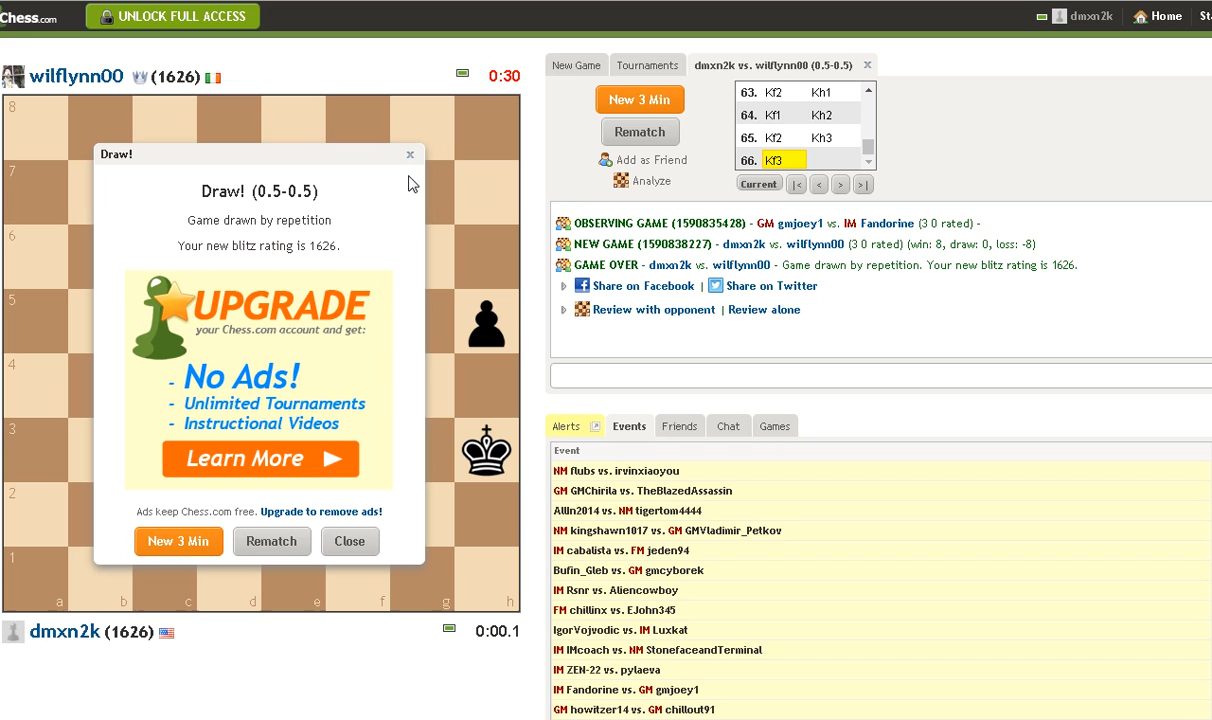 Chess.com
UNLOCK FULL ACCESS
dmxn2k
Home
St
wilflynn00 (1626)
0:30
8
7
6
5
4
3
2
1
a b c d e f g h
Draw!
x
Draw! (0.5-0.5)
Game drawn by repetition
Your new blitz rating is 1626.
UPGRADE
your Chess.com account and get:
- No Ads!
- Unlimited Tournaments
- Instructional Videos
Learn More
Ads keep Chess.com free. Upgrade to remove ads!
New 3 Min
Rematch
Close
dmxn2k (1626)
0:00.1
New Game
Tournaments
dmxn2k vs. wilflynn00 (0.5-0.5) x
New 3 Min
Rematch
Add as Friend
Analyze
63. Kf2 Kh1
64. Kf1 Kh2
65. Kf2 Kh3
66. Kf3
Current |< < > >|
OBSERVING GAME (1590835428) - GM gmjoey1 vs. IM Fandorine (3 0 rated) -
NEW GAME (1590838227) - dmxn2k vs. wilflynn00 (3 0 rated) (win: 8, draw: 0, loss: -8)
GAME OVER - dmxn2k vs. wilflynn00 - Game drawn by repetition. Your new blitz rating is 1626.
Share on Facebook | Share on Twitter
Review with opponent | Review alone
Alerts
Events
Friends
Chat
Games
Event
NM flubs vs. irvinxiaoyou
GM GMChirila vs. TheBlazedAssassin
AllIn2014 vs. NM tigertom4444
NM kingshawn1017 vs. GM GMVladimir_Petkov
IM cabalista vs. FM jeden94
Bufin_Gleb vs. GM gmcyborek
IM Rsnr vs. Aliencowboy
FM chillinx vs. EJohn345
IgorVojvodic vs. IM Luxkat
IM IMcoach vs. NM StonefaceandTerminal
IM ZEN-22 vs. pylaeva
IM Fandorine vs. GM gmjoey1
GM howitzer14 vs. GM chillout91